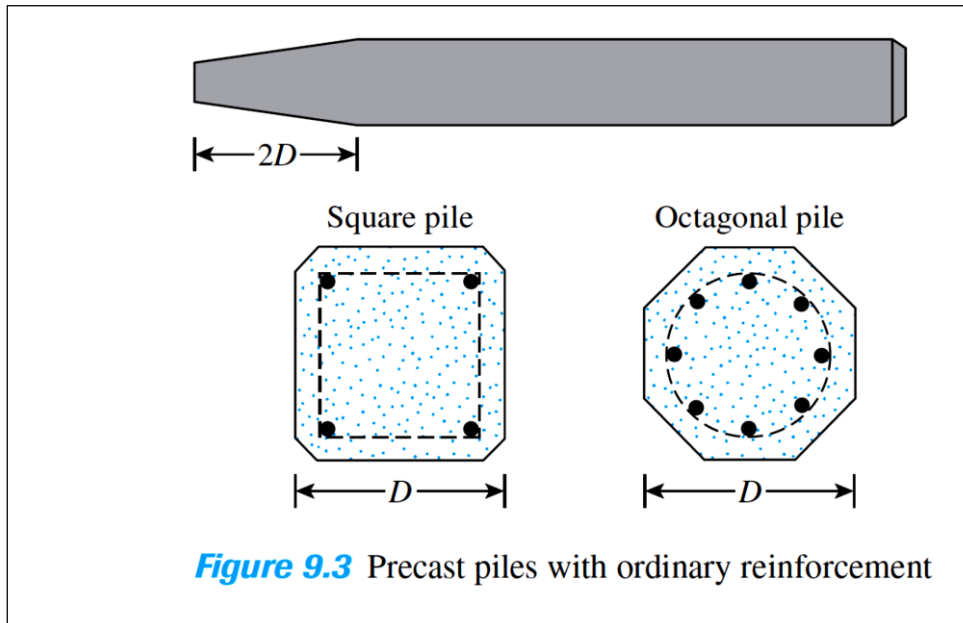 2D
Square pile
Octagonal pile
D
D
Figure 9.3 Precast piles with ordinary reinforcement